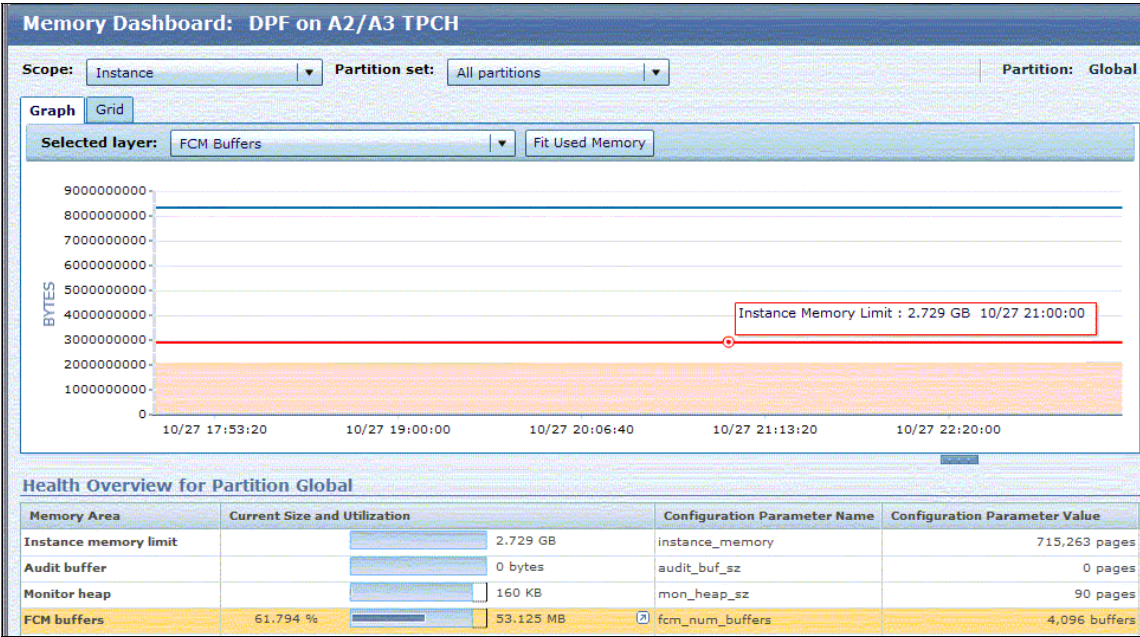 Memory Dashboard: DPF on A2/A3 TPCH
Scope: Instance Partition set: All partitions Partition: Global
Graph Grid
Selected layer: FCM Buffers Fit Used Memory
9000000000
8000000000
7000000000
6000000000
5000000000
4000000000
3000000000
2000000000
1000000000
0
BYTES
Instance Memory Limit : 2.729 GB 10/27 21:00:00
10/27 17:53:20 10/27 19:00:00 10/27 20:06:40 10/27 21:13:20 10/27 22:20:00
Health Overview for Partition Global
Memory Area Current Size and Utilization Configuration Parameter Name Configuration Parameter Value
Instance memory limit 2.729 GB instance_memory 715,263 pages
Audit buffer 0 bytes audit_buf_sz 0 pages
Monitor heap 160 KB mon_heap_sz 90 pages
FCM buffers 61.794 % 53.125 MB fcm_num_buffers 4,096 buffers